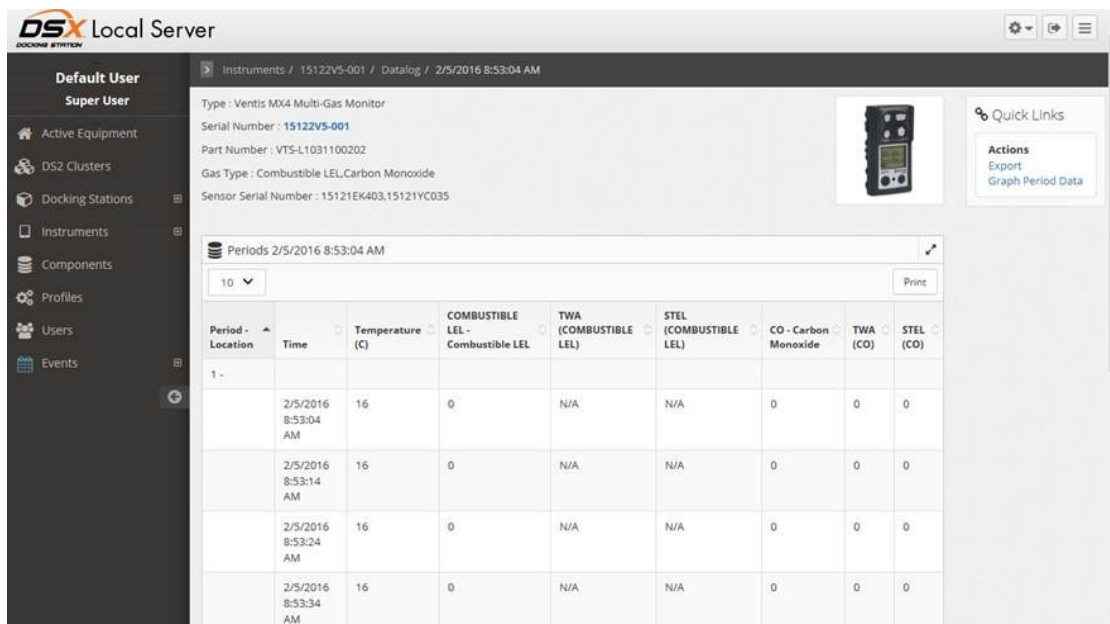 DSX Local Server
DOCKING STATION
Default User
Super User
Active Equipment
DS2 Clusters
Docking Stations
Instruments
Components
Profiles
Users
Events
Instruments / 15122V5-001 / Datalog / 2/5/2016 8:53:04 AM
Type : Ventis MX4 Multi-Gas Monitor
Serial Number : 15122V5-001
Part Number : VTS-L1031100202
Gas Type : Combustible LEL,Carbon Monoxide
Sensor Serial Number : 15121EK403,15121YC035
Quick Links
Actions
Export
Graph Period Data
Periods 2/5/2016 8:53:04 AM
10
Print
Period - Location
Time
Temperature (C)
COMBUSTIBLE LEL - Combustible LEL
TWA (COMBUSTIBLE LEL)
STEL (COMBUSTIBLE LEL)
CO - Carbon Monoxide
TWA (CO)
STEL (CO)
1 -
2/5/2016 8:53:04 AM 16 0 N/A N/A 0 0 0
2/5/2016 8:53:14 AM 16 0 N/A N/A 0 0 0
2/5/2016 8:53:24 AM 16 0 N/A N/A 0 0 0
2/5/2016 8:53:34 AM 16 0 N/A N/A 0 0 0